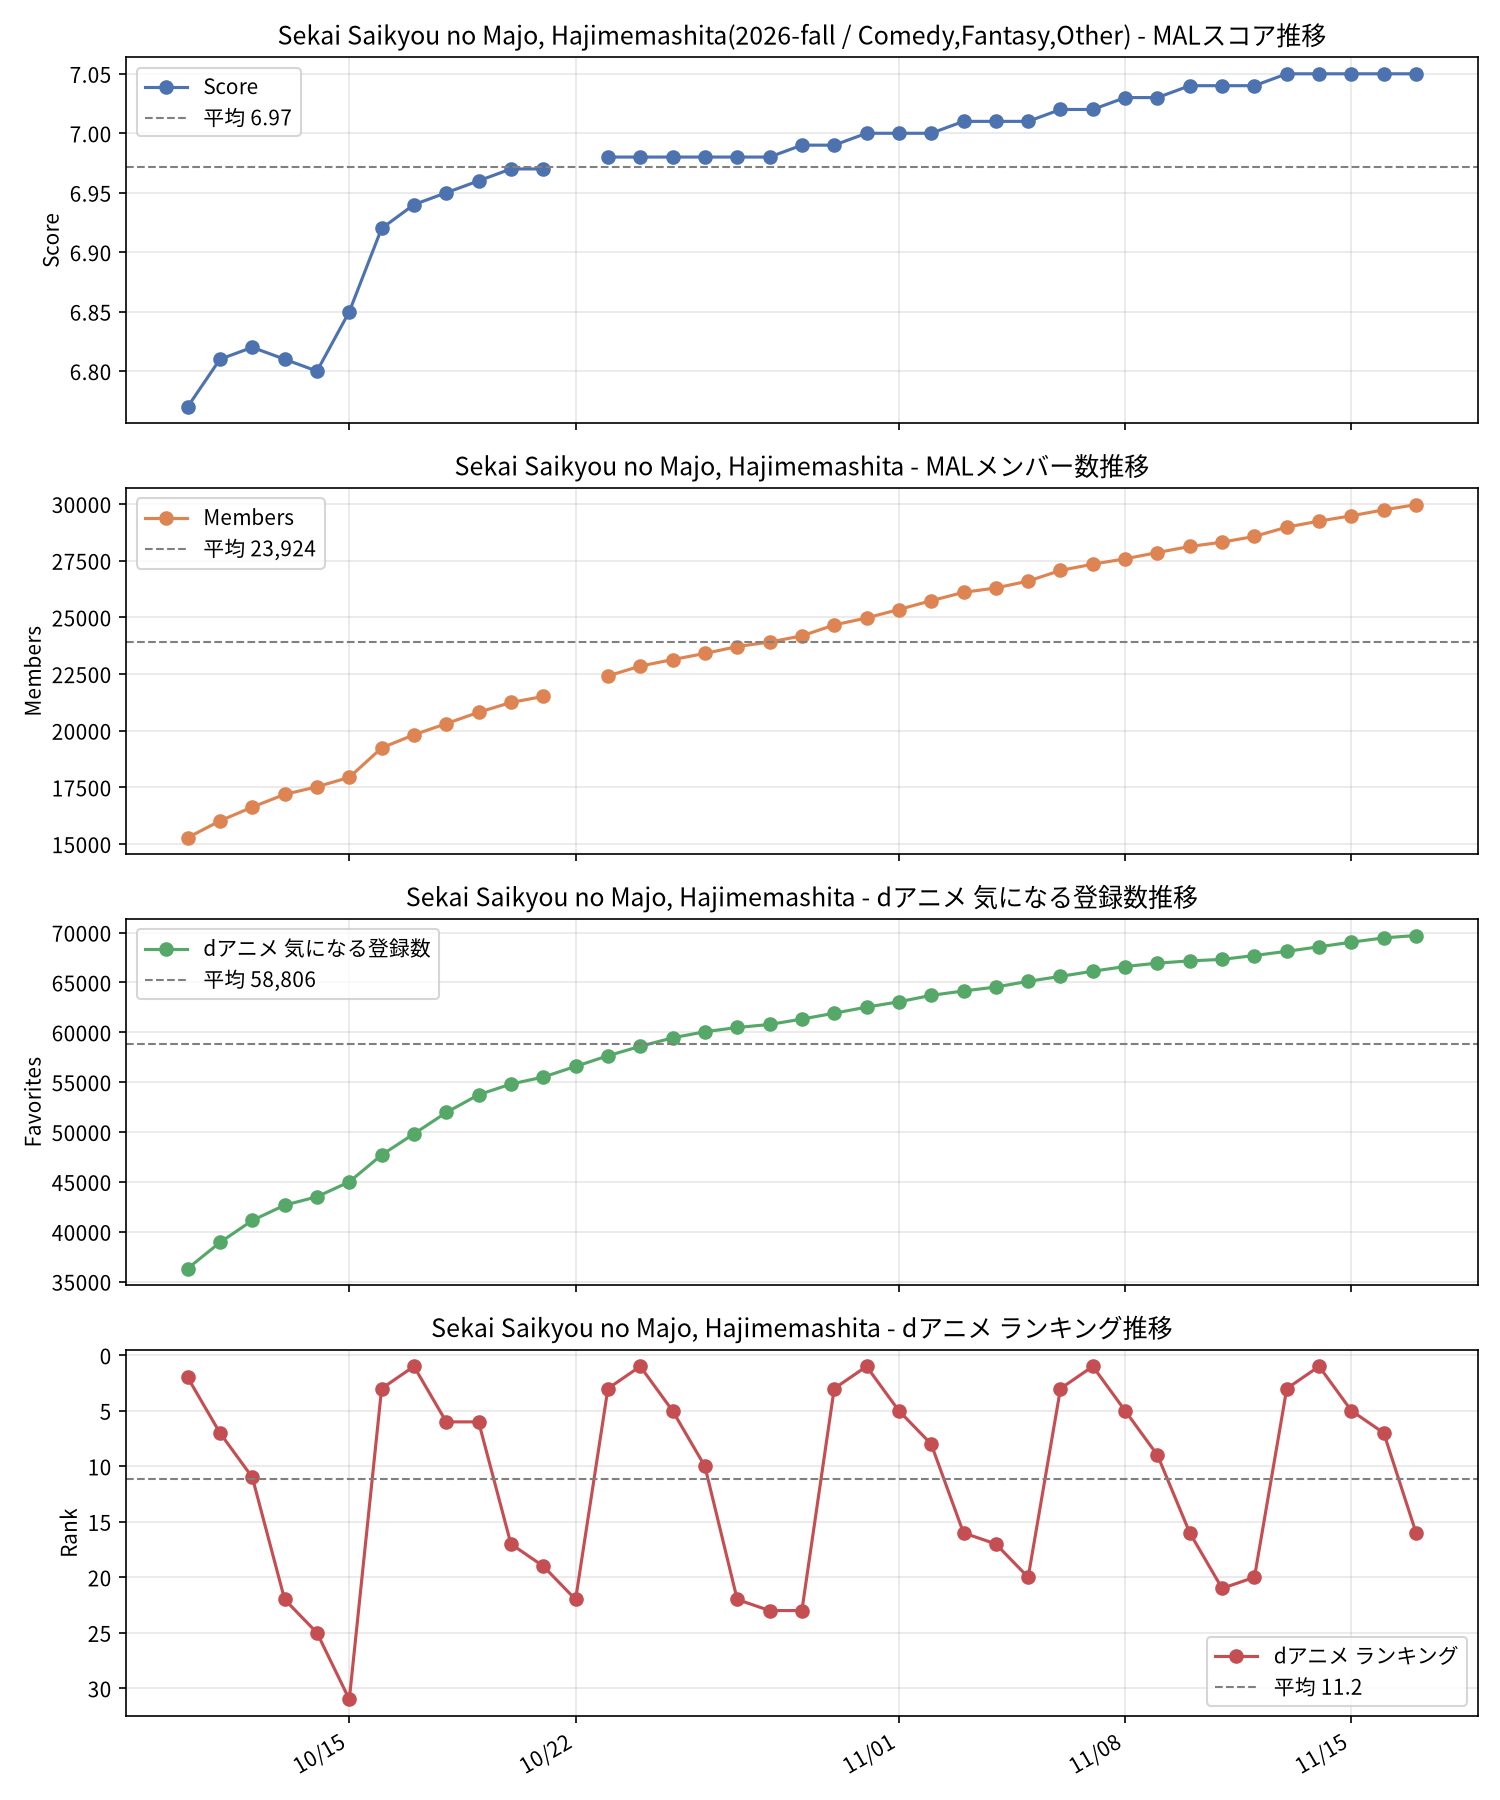 Sekai Saikyou no Majo, Hajimemashita(2026-fall / Comedy,Fantasy,Other) - MALスコア推移
7.05
7.00
6.95
6.90
6.85
6.80
Score
Score
平均 6.97
Sekai Saikyou no Majo, Hajimemashita - MALメンバー数推移
30000
27500
25000
22500
20000
17500
15000
Members
Members
平均 23,924
Sekai Saikyou no Majo, Hajimemashita - dアニメ 気になる登録数推移
70000
65000
60000
55000
50000
45000
40000
35000
Favorites
dアニメ 気になる登録数
平均 58,806
Sekai Saikyou no Majo, Hajimemashita - dアニメ ランキング推移
0
5
10
15
20
25
30
Rank
dアニメ ランキング
平均 11.2
10/15
10/22
11/01
11/08
11/15